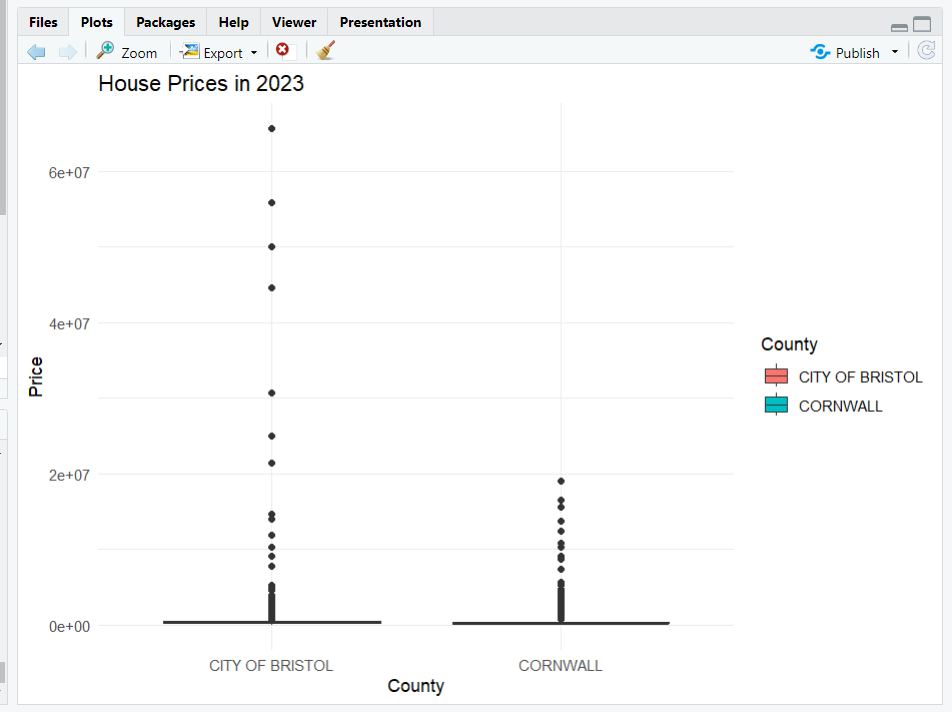 Files Plots Packages Help Viewer Presentation
Zoom Export Publish
House Prices in 2023
6e+07
4e+07
2e+07
0e+00
Price
CITY OF BRISTOL CORNWALL
County
County
CITY OF BRISTOL
CORNWALL